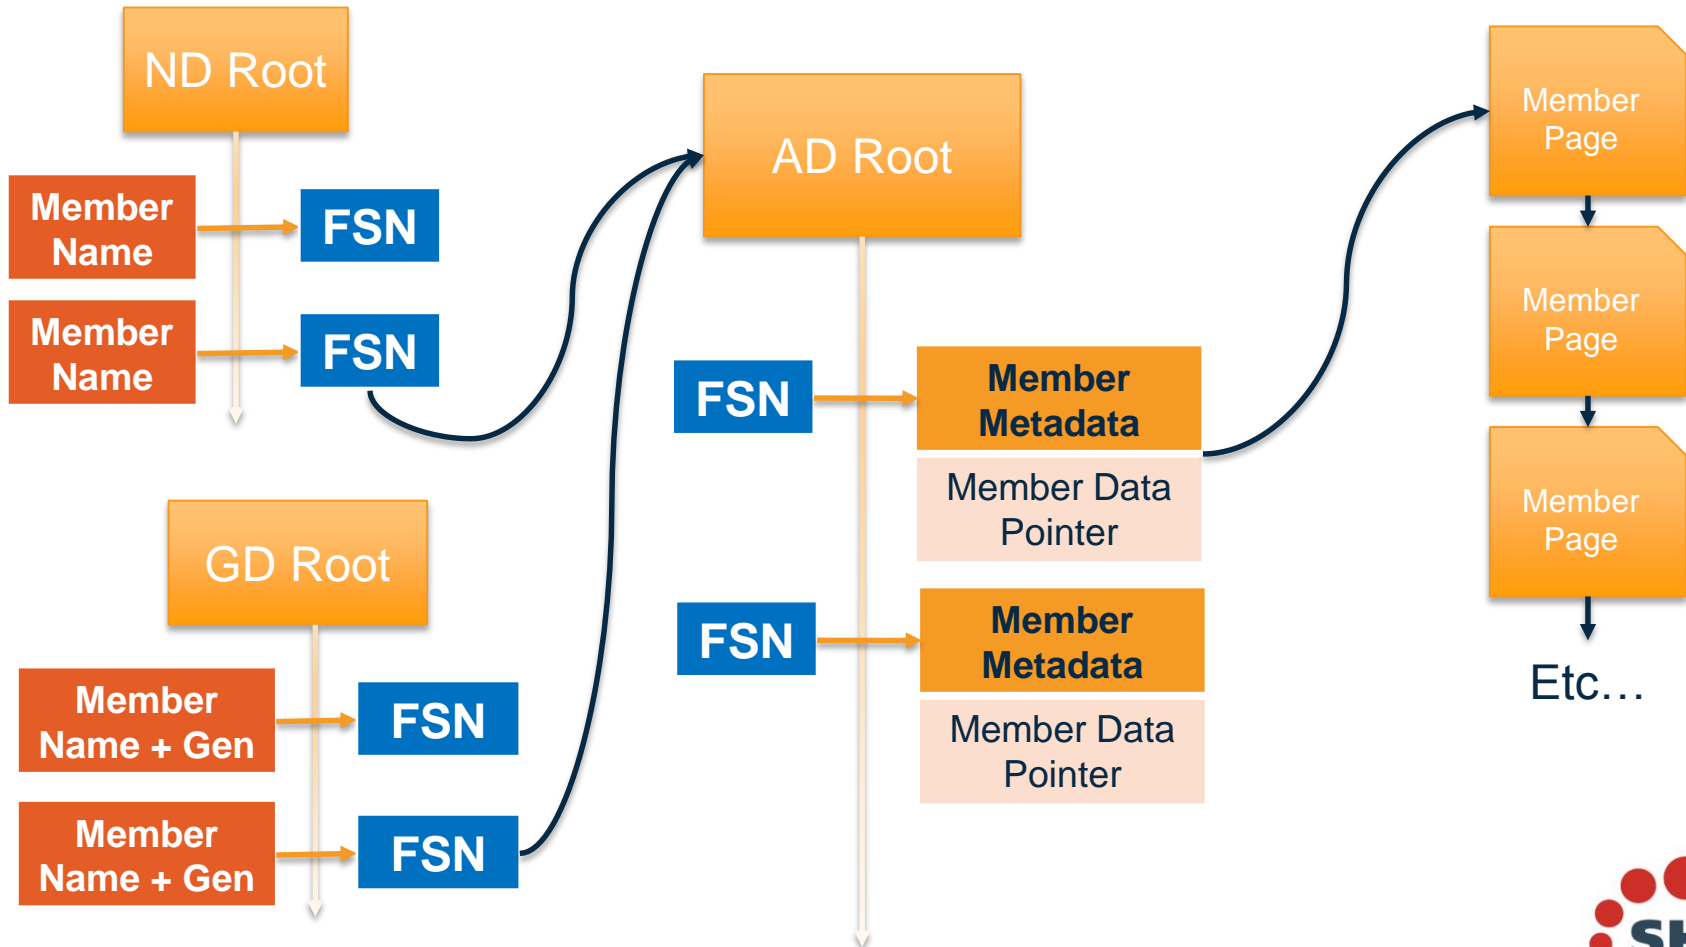 ND Root
Member
Name
FSN
Member
Name
FSN
GD Root
Member
Name + Gen
FSN
Member
Name + Gen
FSN
AD Root
FSN
Member
Metadata
Member Data
Pointer
FSN
Member
Metadata
Member Data
Pointer
Member
Page
Member
Page
Member
Page
Etc…